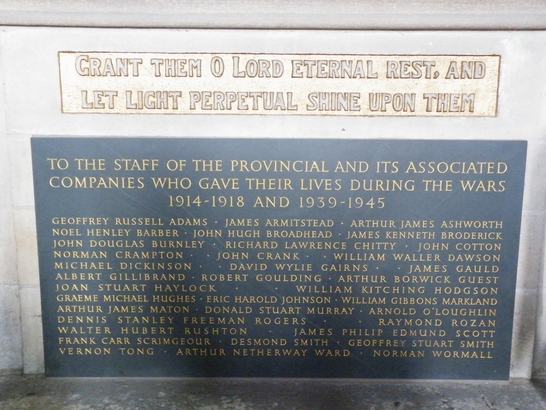 GRANT THEM O LORD ETERNAL REST, AND
LET LIGHT PERPETUAL SHINE UPON THEM
TO THE STAFF OF THE PROVINCIAL AND ITS ASSOCIATED
COMPANIES WHO GAVE THEIR LIVES DURING THE WARS
1914-1918 AND 1939-1945
GEOFFREY RUSSELL ADAMS · JAMES ARMITSTEAD · ARTHUR JAMES ASHWORTH
NOEL HENLEY BARBER · JOHN HUGH BROADHEAD · JAMES KENNETH BRODERICK
JOHN DOUGLAS BURNLEY · RICHARD LAWRENCE CHITTY · JOHN COTTON
NORMAN CRAMPTON · JOHN CRANK · WILLIAM WALLER DAWSON
MICHAEL DICKINSON · DAVID WYLIE GAIRNS · JAMES GAULD
ALBERT GILLIBRAND · ROBERT GOULDING · ARTHUR BORWICK GUEST
JOAN STUART HAYLOCK · WILLIAM KITCHING HODGSON
GRAEME MICHAEL HUGHES · ERIC HAROLD JOHNSON · WILLIAM GIBBONS MARKLAND
ARTHUR JAMES MATON · DONALD STUART MURRAY · ARNOLD O'LOUGHLIN
DENNIS STANLEY FREEMAN ROGERS · RAYMOND ROZAN
WALTER HUBERT RUSHTON · JAMES PHILIP EDMUND SCOTT
FRANK CARR SCRIMGEOUR · DESMOND SMITH · GEOFFREY STUART SMITH
VERNON TONG · ARTHUR NETHERWAY WARD · NORMAN WORMALL